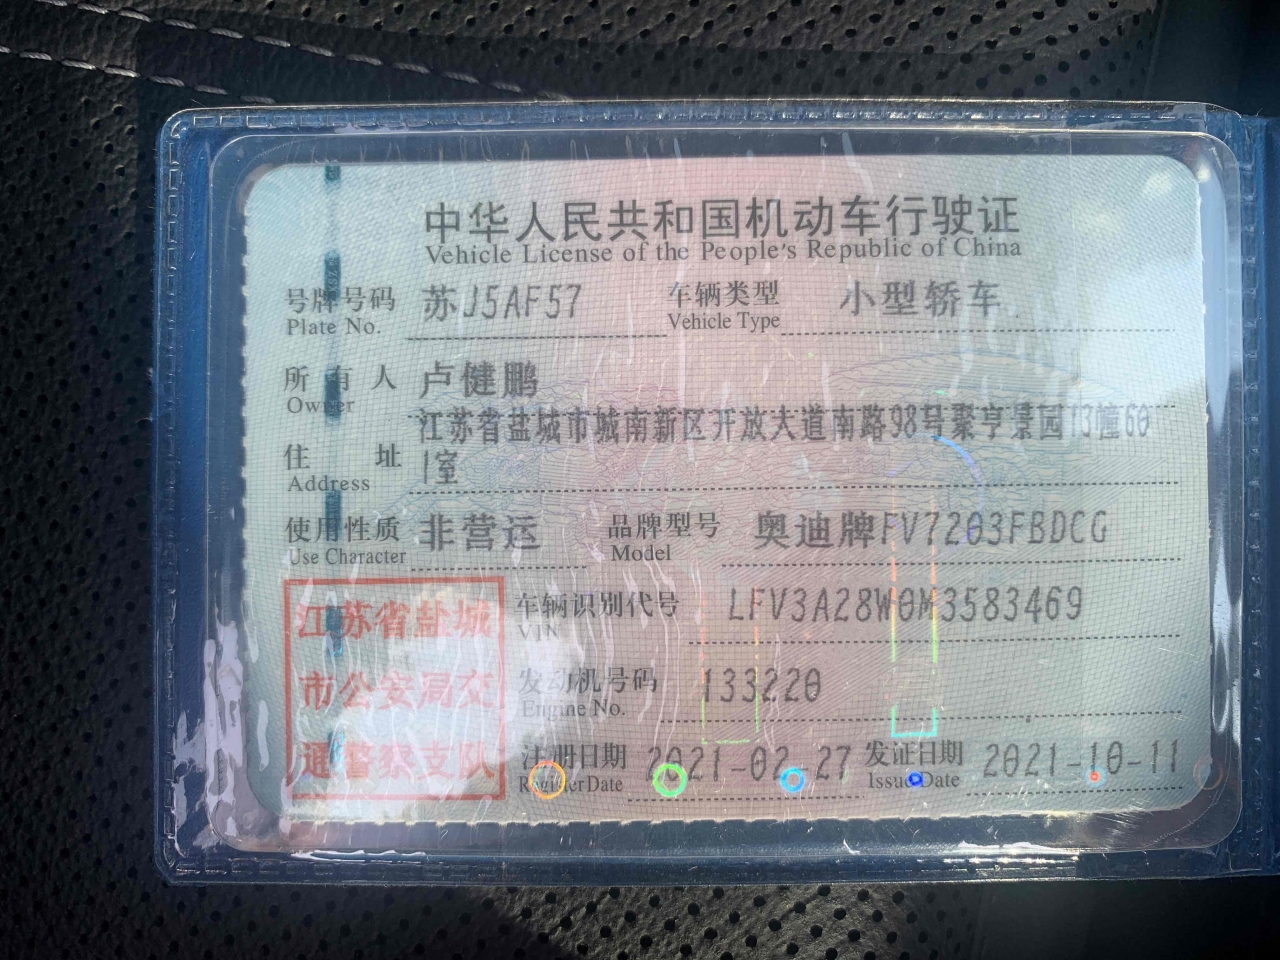 中华人民共和国机动车行驶证
Vehicle License of the People's Republic of China
号牌号码 苏J5AF57 车辆类型 小型轿车
Plate No. Vehicle Type
所有人 卢健鹏
Owner
江苏省盐城市城南新区开放大道南路98号聚亨景园13幢60
住址 1室
Address
使用性质 非营运 品牌型号 奥迪牌FV7203FBDCG
Use Character Model
江苏省盐城
市公安局交
通警察支队
车辆识别代号 LFV3A28W0M3583469
VIN
发动机号码 133220
Engine No.
注册日期 2021-02-27 发证日期 2021-10-11
Register Date Issue Date